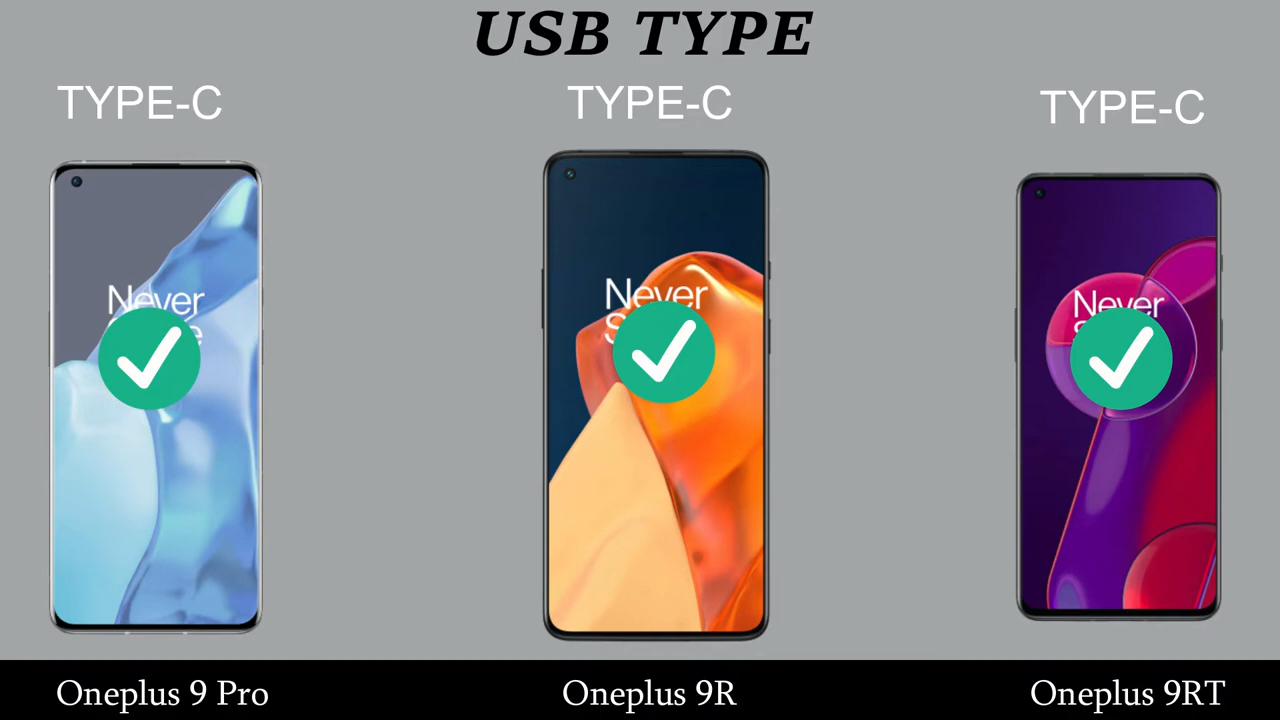 USB TYPE
TYPE-C
TYPE-C
TYPE-C
Never
Never
Never
S
S
Oneplus 9 Pro
Oneplus 9R
Oneplus 9RT